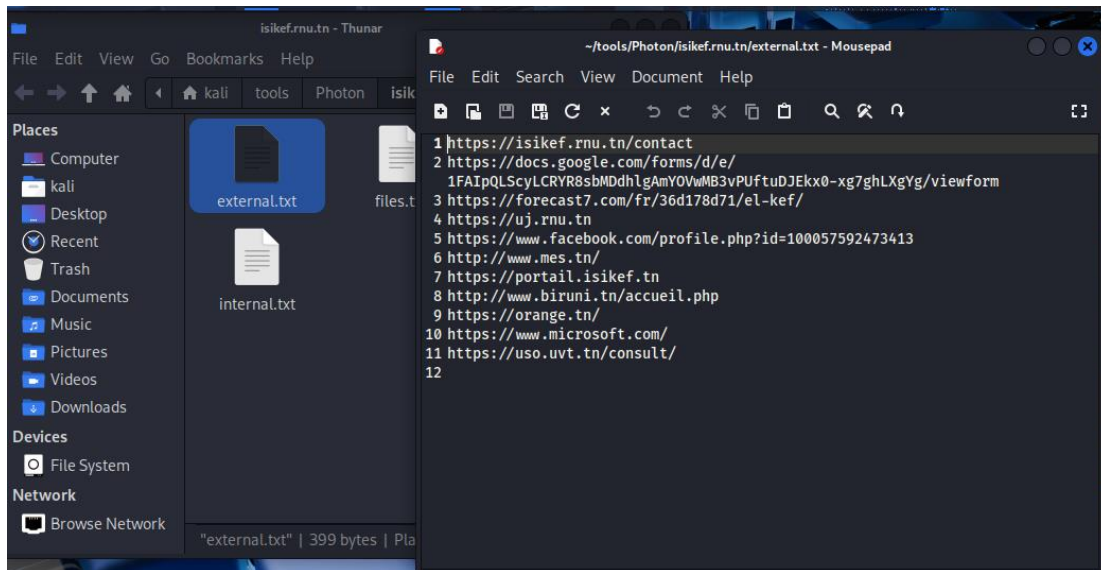 isikef.rnu.tn - Thunar
File Edit View Go Bookmarks Help
kali tools Photon isik
Places
Computer
kali
Desktop
Recent
Trash
Documents
Music
Pictures
Videos
Downloads
Devices
File System
Network
Browse Network
external.txt
files.t
internal.txt
"external.txt" | 399 bytes | Pla
~/tools/Photon/isikef.rnu.tn/external.txt - Mousepad
File Edit Search View Document Help
1 https://isikef.rnu.tn/contact
2 https://docs.google.com/forms/d/e/
1FAIpQLScyLCRYR8sbMDdhlgAmYOVwMB3vPUftuDJEkx0-xg7ghLXgYg/viewform
3 https://forecast7.com/fr/36d178d71/el-kef/
4 https://uj.rnu.tn
5 https://www.facebook.com/profile.php?id=100057592473413
6 http://www.mes.tn/
7 https://portail.isikef.tn
8 http://www.biruni.tn/accueil.php
9 https://orange.tn/
10 https://www.microsoft.com/
11 https://uso.uvt.tn/consult/
12